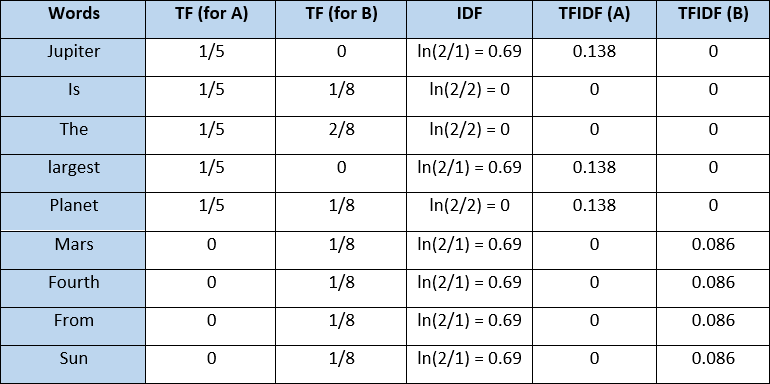 Words TF (for A) TF (for B) IDF TFIDF (A) TFIDF (B)
Jupiter 1/5 0 ln(2/1) = 0.69 0.138 0
Is 1/5 1/8 ln(2/2) = 0 0 0
The 1/5 2/8 ln(2/2) = 0 0 0
largest 1/5 0 ln(2/1) = 0.69 0.138 0
Planet 1/5 1/8 ln(2/2) = 0 0.138 0
Mars 0 1/8 ln(2/1) = 0.69 0 0.086
Fourth 0 1/8 ln(2/1) = 0.69 0 0.086
From 0 1/8 ln(2/1) = 0.69 0 0.086
Sun 0 1/8 ln(2/1) = 0.69 0 0.086